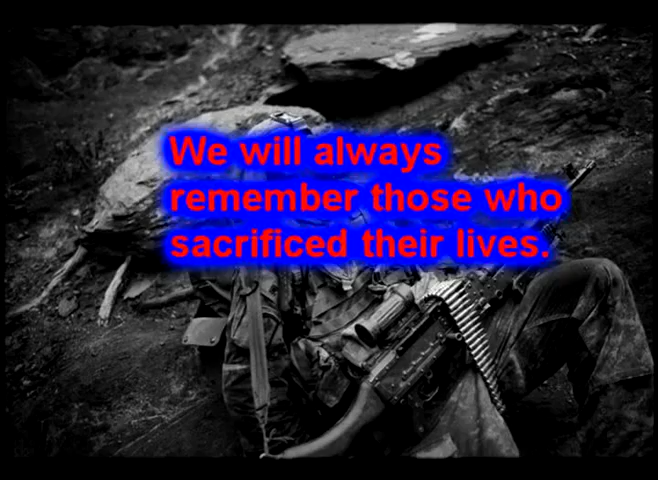 We will always
remember those who
sacrificed their lives.